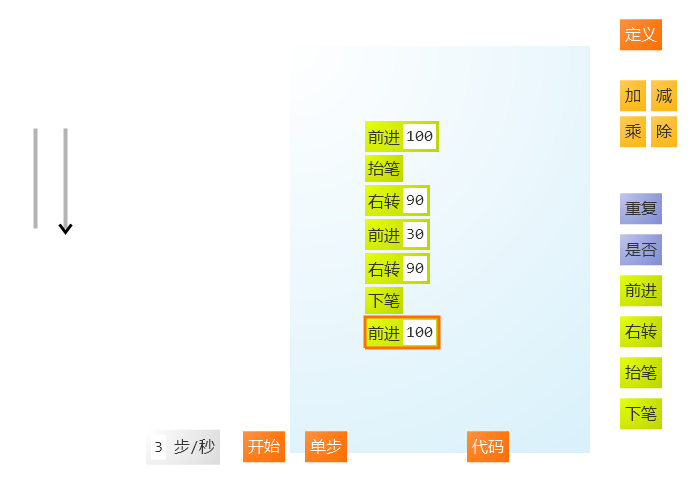 定义
加 减
乘 除
前进 100
抬笔
右转 90
前进 30
右转 90
下笔
前进 100
重复
是否
前进
右转
抬笔
下笔
3 步/秒 开始 单步 代码